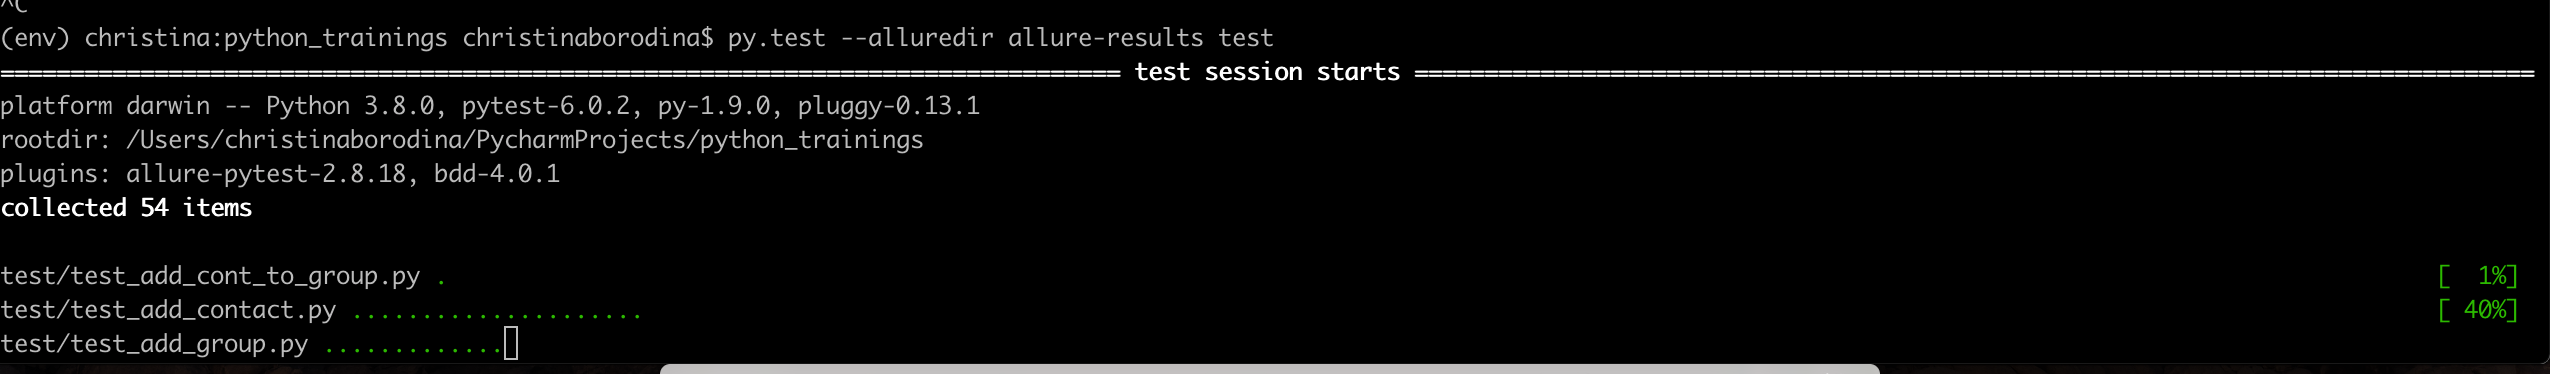 ^C
(env) christina:python_trainings christinaborodina$ py.test --alluredir allure-results test
================================================================================ test session starts ================================================================================
platform darwin -- Python 3.8.0, pytest-6.0.2, py-1.9.0, pluggy-0.13.1
rootdir: /Users/christinaborodina/PycharmProjects/python_trainings
plugins: allure-pytest-2.8.18, bdd-4.0.1
collected 54 items
test/test_add_cont_to_group.py . [  1%]
test/test_add_contact.py ..................... [ 40%]
test/test_add_group.py .............